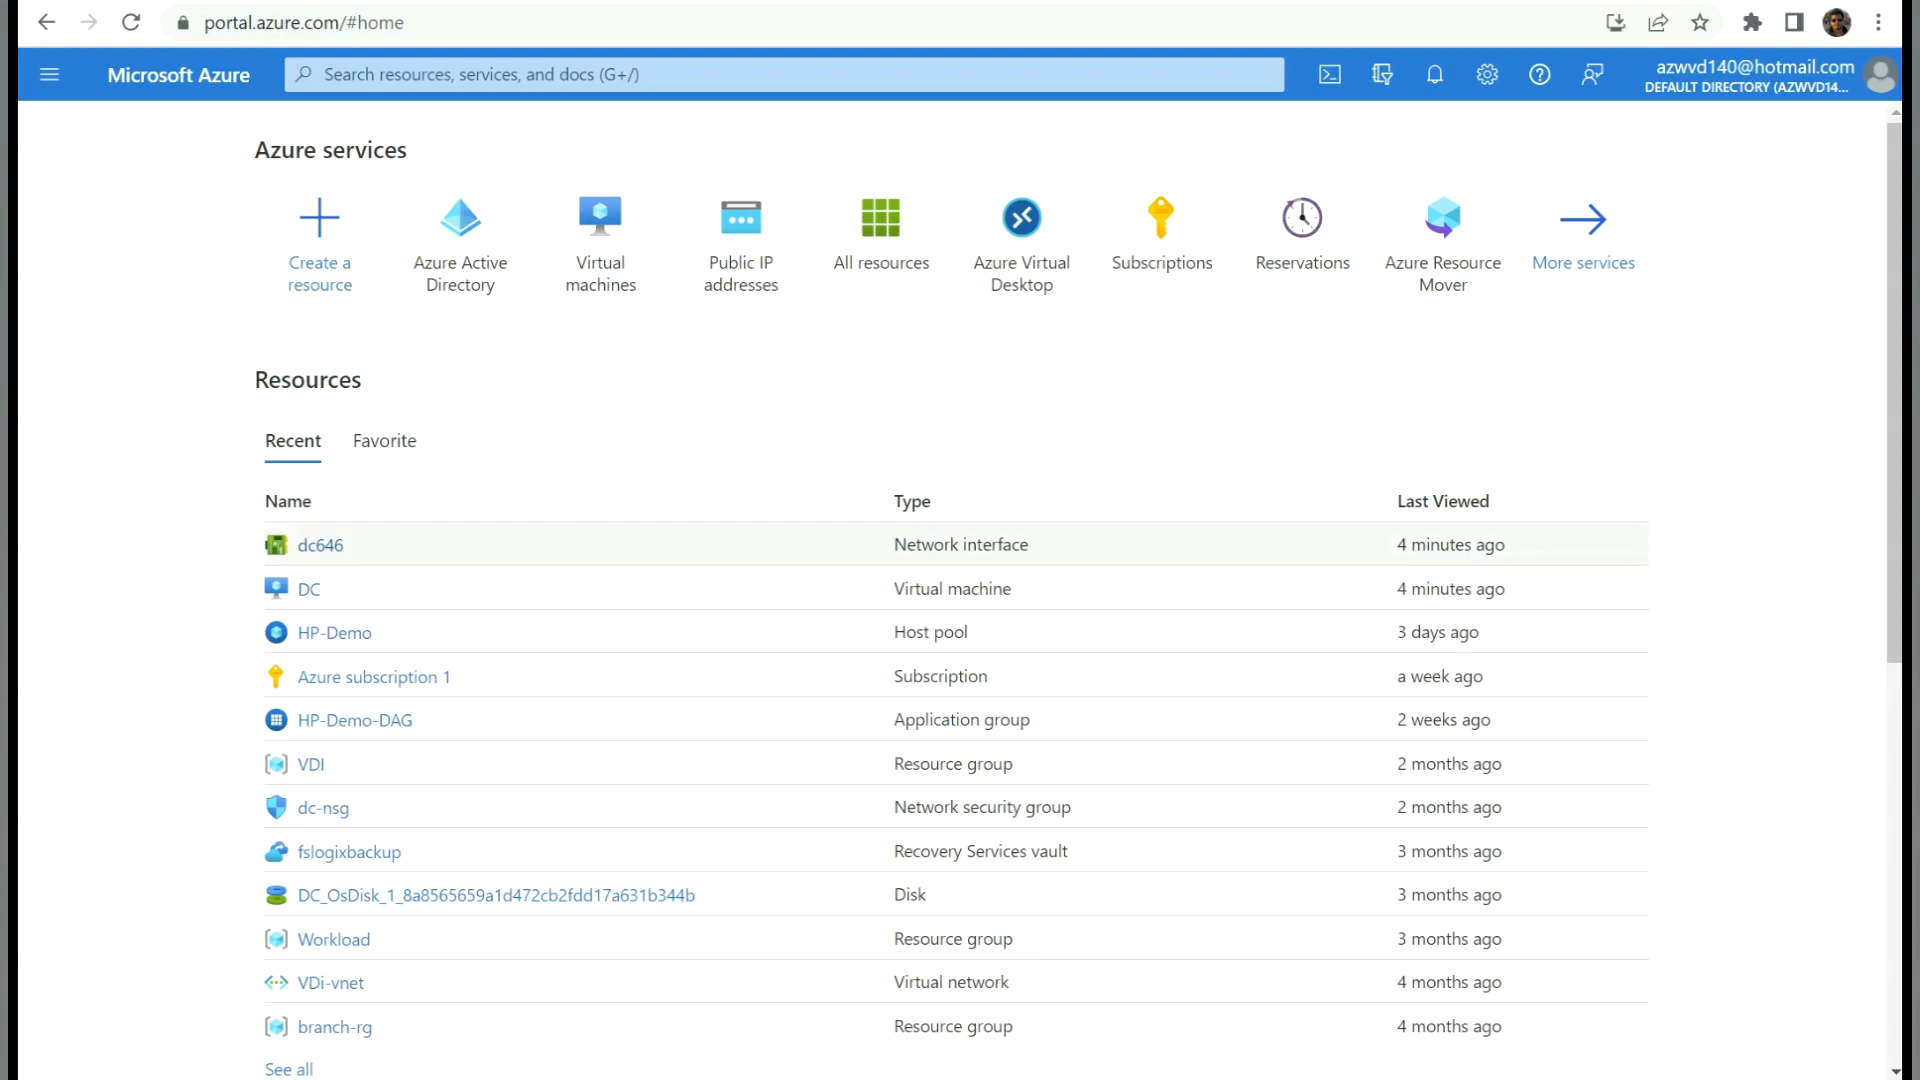 portal.azure.com/#home
Microsoft Azure
Search resources, services, and docs (G+/)
azwvd140@hotmail.com
DEFAULT DIRECTORY (AZWVD14...
Azure services
Create a resource
Azure Active Directory
Virtual machines
Public IP addresses
All resources
Azure Virtual Desktop
Subscriptions
Reservations
Azure Resource Mover
More services
Resources
Recent Favorite
Name Type Last Viewed
dc646 Network interface 4 minutes ago
DC Virtual machine 4 minutes ago
HP-Demo Host pool 3 days ago
Azure subscription 1 Subscription a week ago
HP-Demo-DAG Application group 2 weeks ago
VDI Resource group 2 months ago
dc-nsg Network security group 2 months ago
fslogixbackup Recovery Services vault 3 months ago
DC_OsDisk_1_8a8565659a1d472cb2fdd17a631b344b Disk 3 months ago
Workload Resource group 3 months ago
VDi-vnet Virtual network 4 months ago
branch-rg Resource group 4 months ago
See all